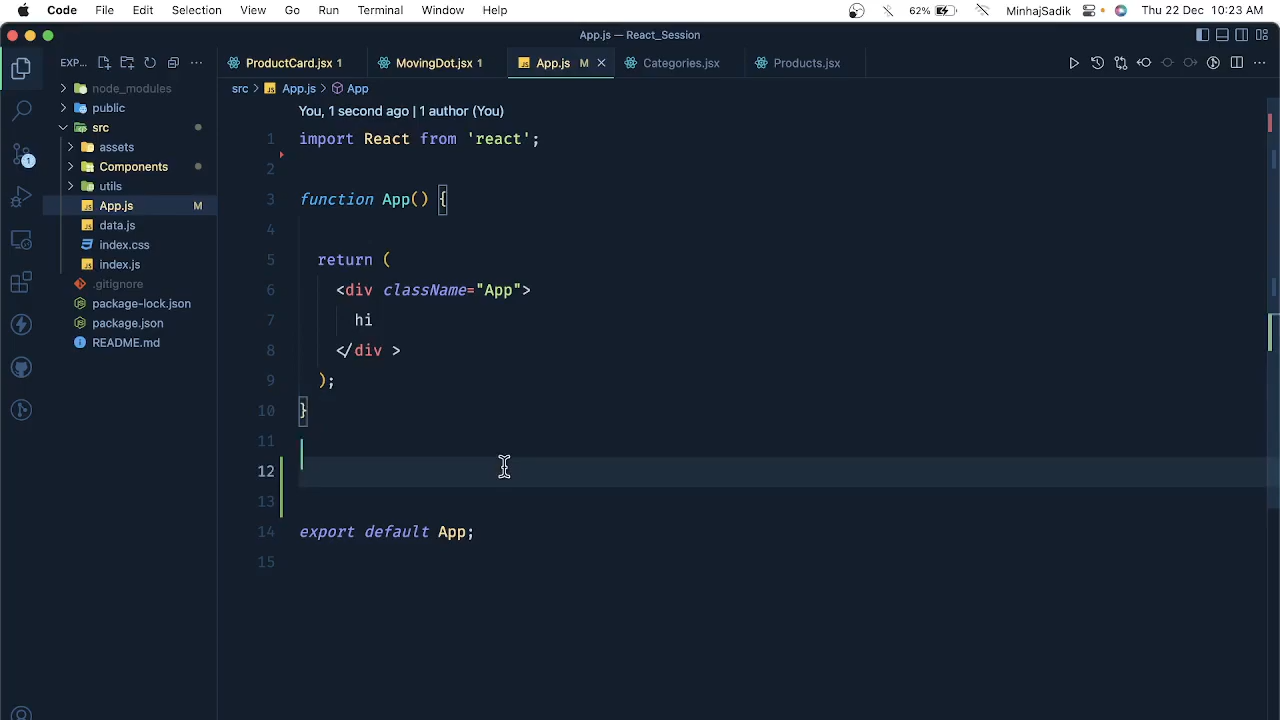 Code File Edit Selection View Go Run Terminal Window Help 62% MinhajSadik Thu 22 Dec 10:23 AM
App.js — React_Session
EXP... ProductCard.jsx 1 MovingDot.jsx 1 App.js M Categories.jsx Products.jsx
node_modules
public
src
assets
Components
utils
App.js M
data.js
index.css
index.js
.gitignore
package-lock.json
package.json
README.md
1
src > App.js > App
You, 1 second ago | 1 author (You)
1 import React from 'react';
2
3 function App() {
4
5 return (
6 <div className="App">
7 hi
8 </div >
9 );
10 }
11
12
13
14 export default App;
15